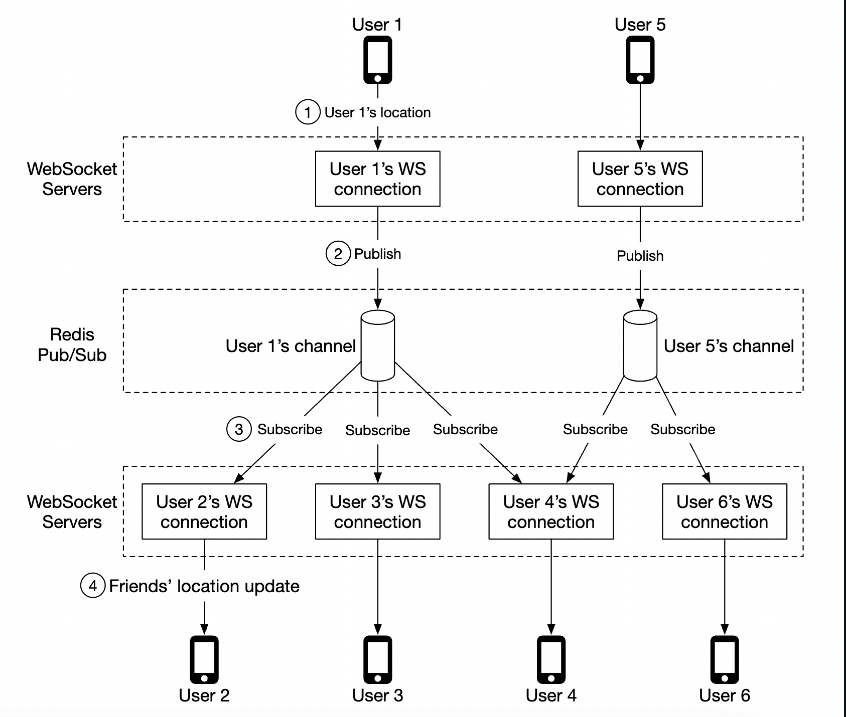 User 1
User 5
1 User 1's location
WebSocket
Servers
User 1's WS
connection
User 5's WS
connection
2 Publish
Publish
Redis
Pub/Sub
User 1's channel
User 5's channel
3 Subscribe
Subscribe
Subscribe
Subscribe
Subscribe
WebSocket
Servers
User 2's WS
connection
User 3's WS
connection
User 4's WS
connection
User 6's WS
connection
4 Friends' location update
User 2
User 3
User 4
User 6